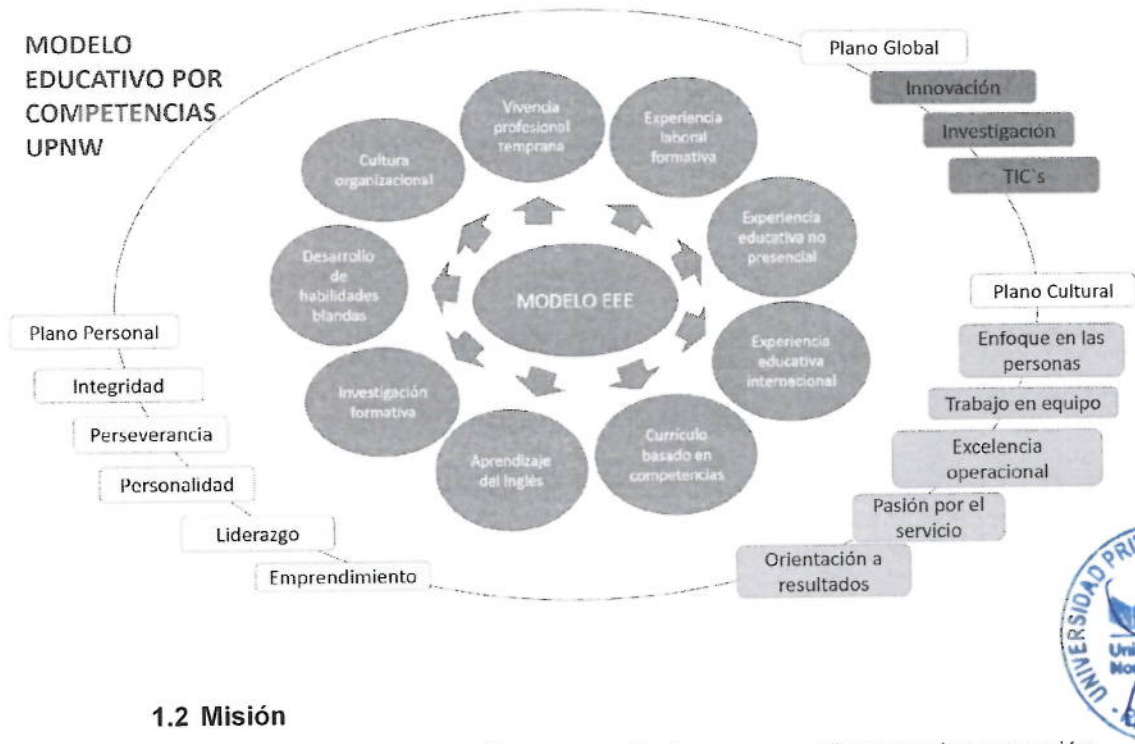 MODELO
EDUCATIVO POR
COMPETENCIAS
UPNW
Plano Global
Innovación
Investigación
TIC`s
Vivencia
profesional
temprana
Experiencia
laboral
formativa
Cultura
organizacional
Experiencia
educativa no
presencial
Desarrollo
de
habilidades
blandas
MODELO EEE
Plano Cultural
Enfoque en las
personas
Trabajo en equipo
Excelencia
operacional
Pasión por el
servicio
Orientación a
resultados
Plano Personal
Integridad
Perseverancia
Personalidad
Liderazgo
Emprendimiento
Experiencia
educativa
internacional
Investigación
formativa
Aprendizaje
del Inglés
Currículo
basado en
competencias
UNIVERSIDAD PRI
Uni
Nor
1.2 Misión